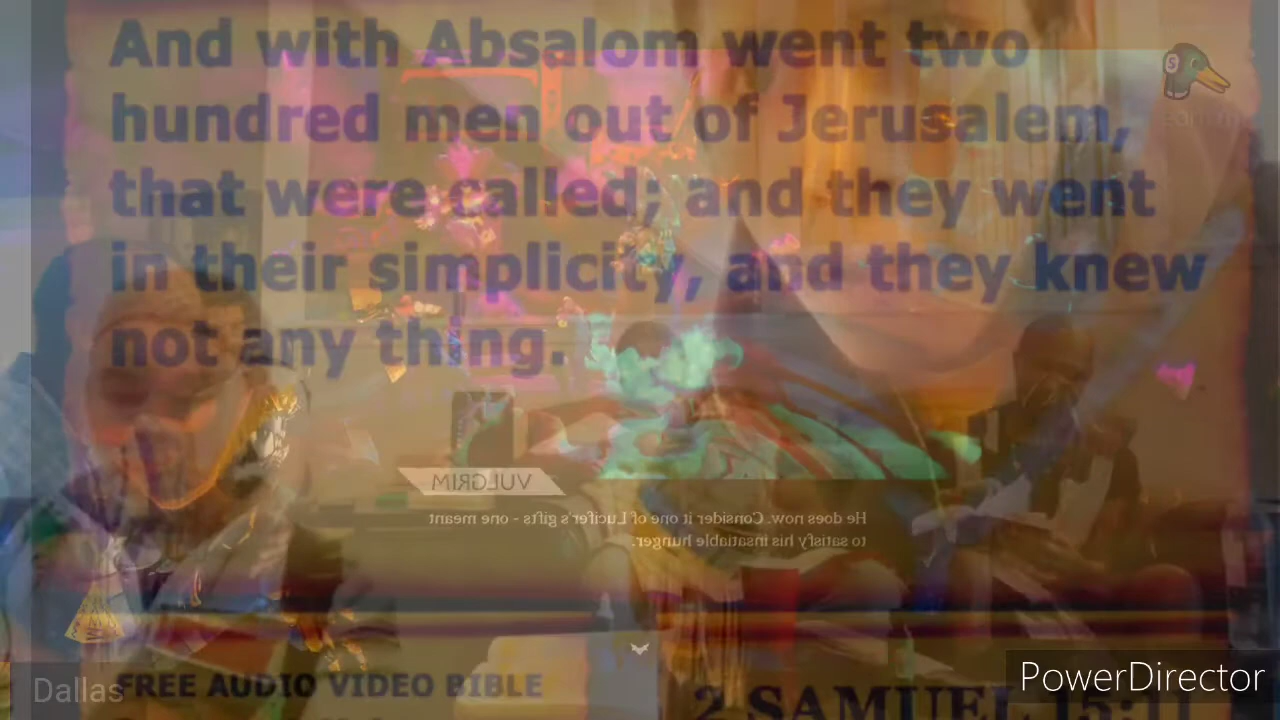 And with Absalom went two
hundred men out of Jerusalem,
that were called; and they went
in their simplicity, and they knew
not any thing.
S
VULGRIM
He does now. Consider it one of Lucifer's gifts - one meant
to satisfy his insatiable hunger.
Dallas
FREE AUDIO VIDEO BIBLE
2 SAMUEL 15:11
PowerDirector